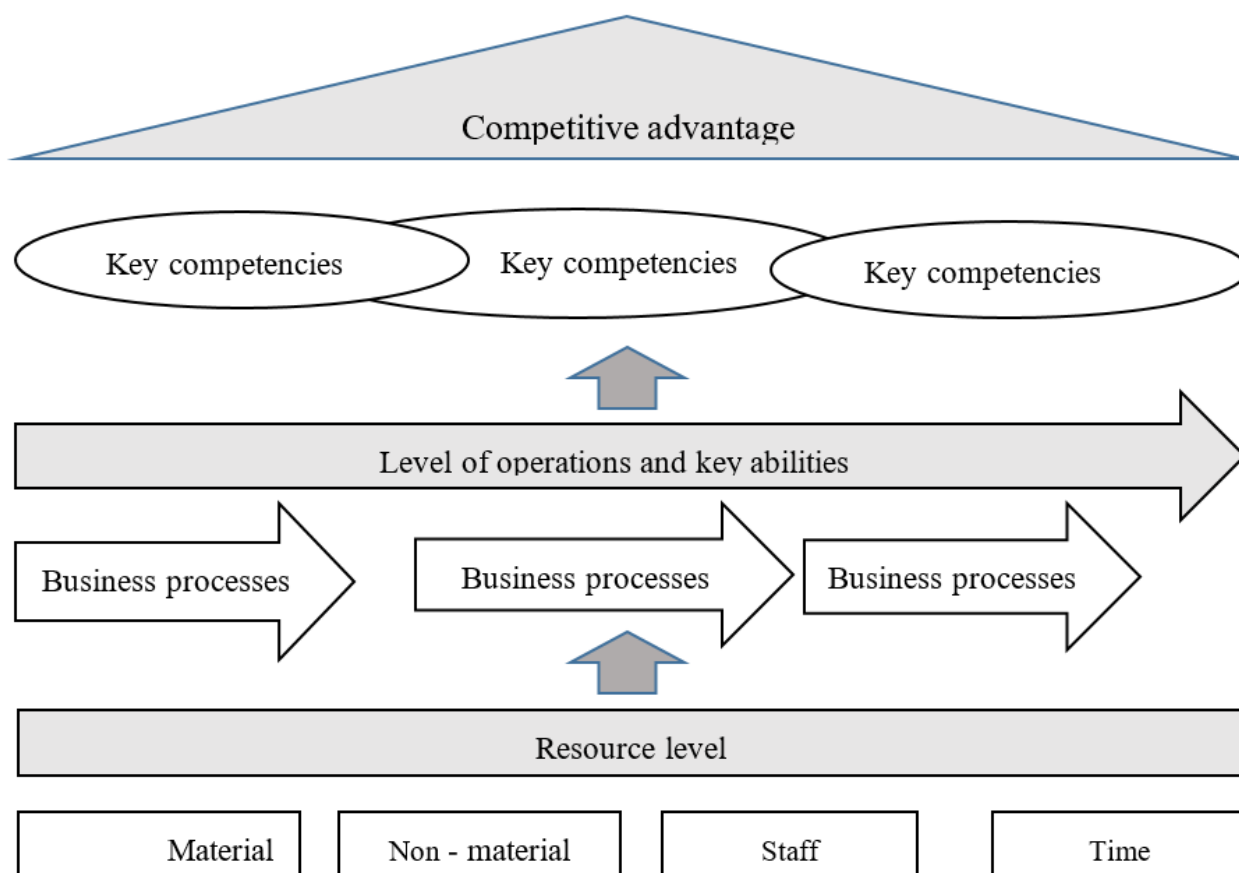 Competitive advantage
Key competencies
Key competencies
Key competencies
Level of operations and key abilities
Business processes
Business processes
Business processes
Resource level
Material
Non - material
Staff
Time